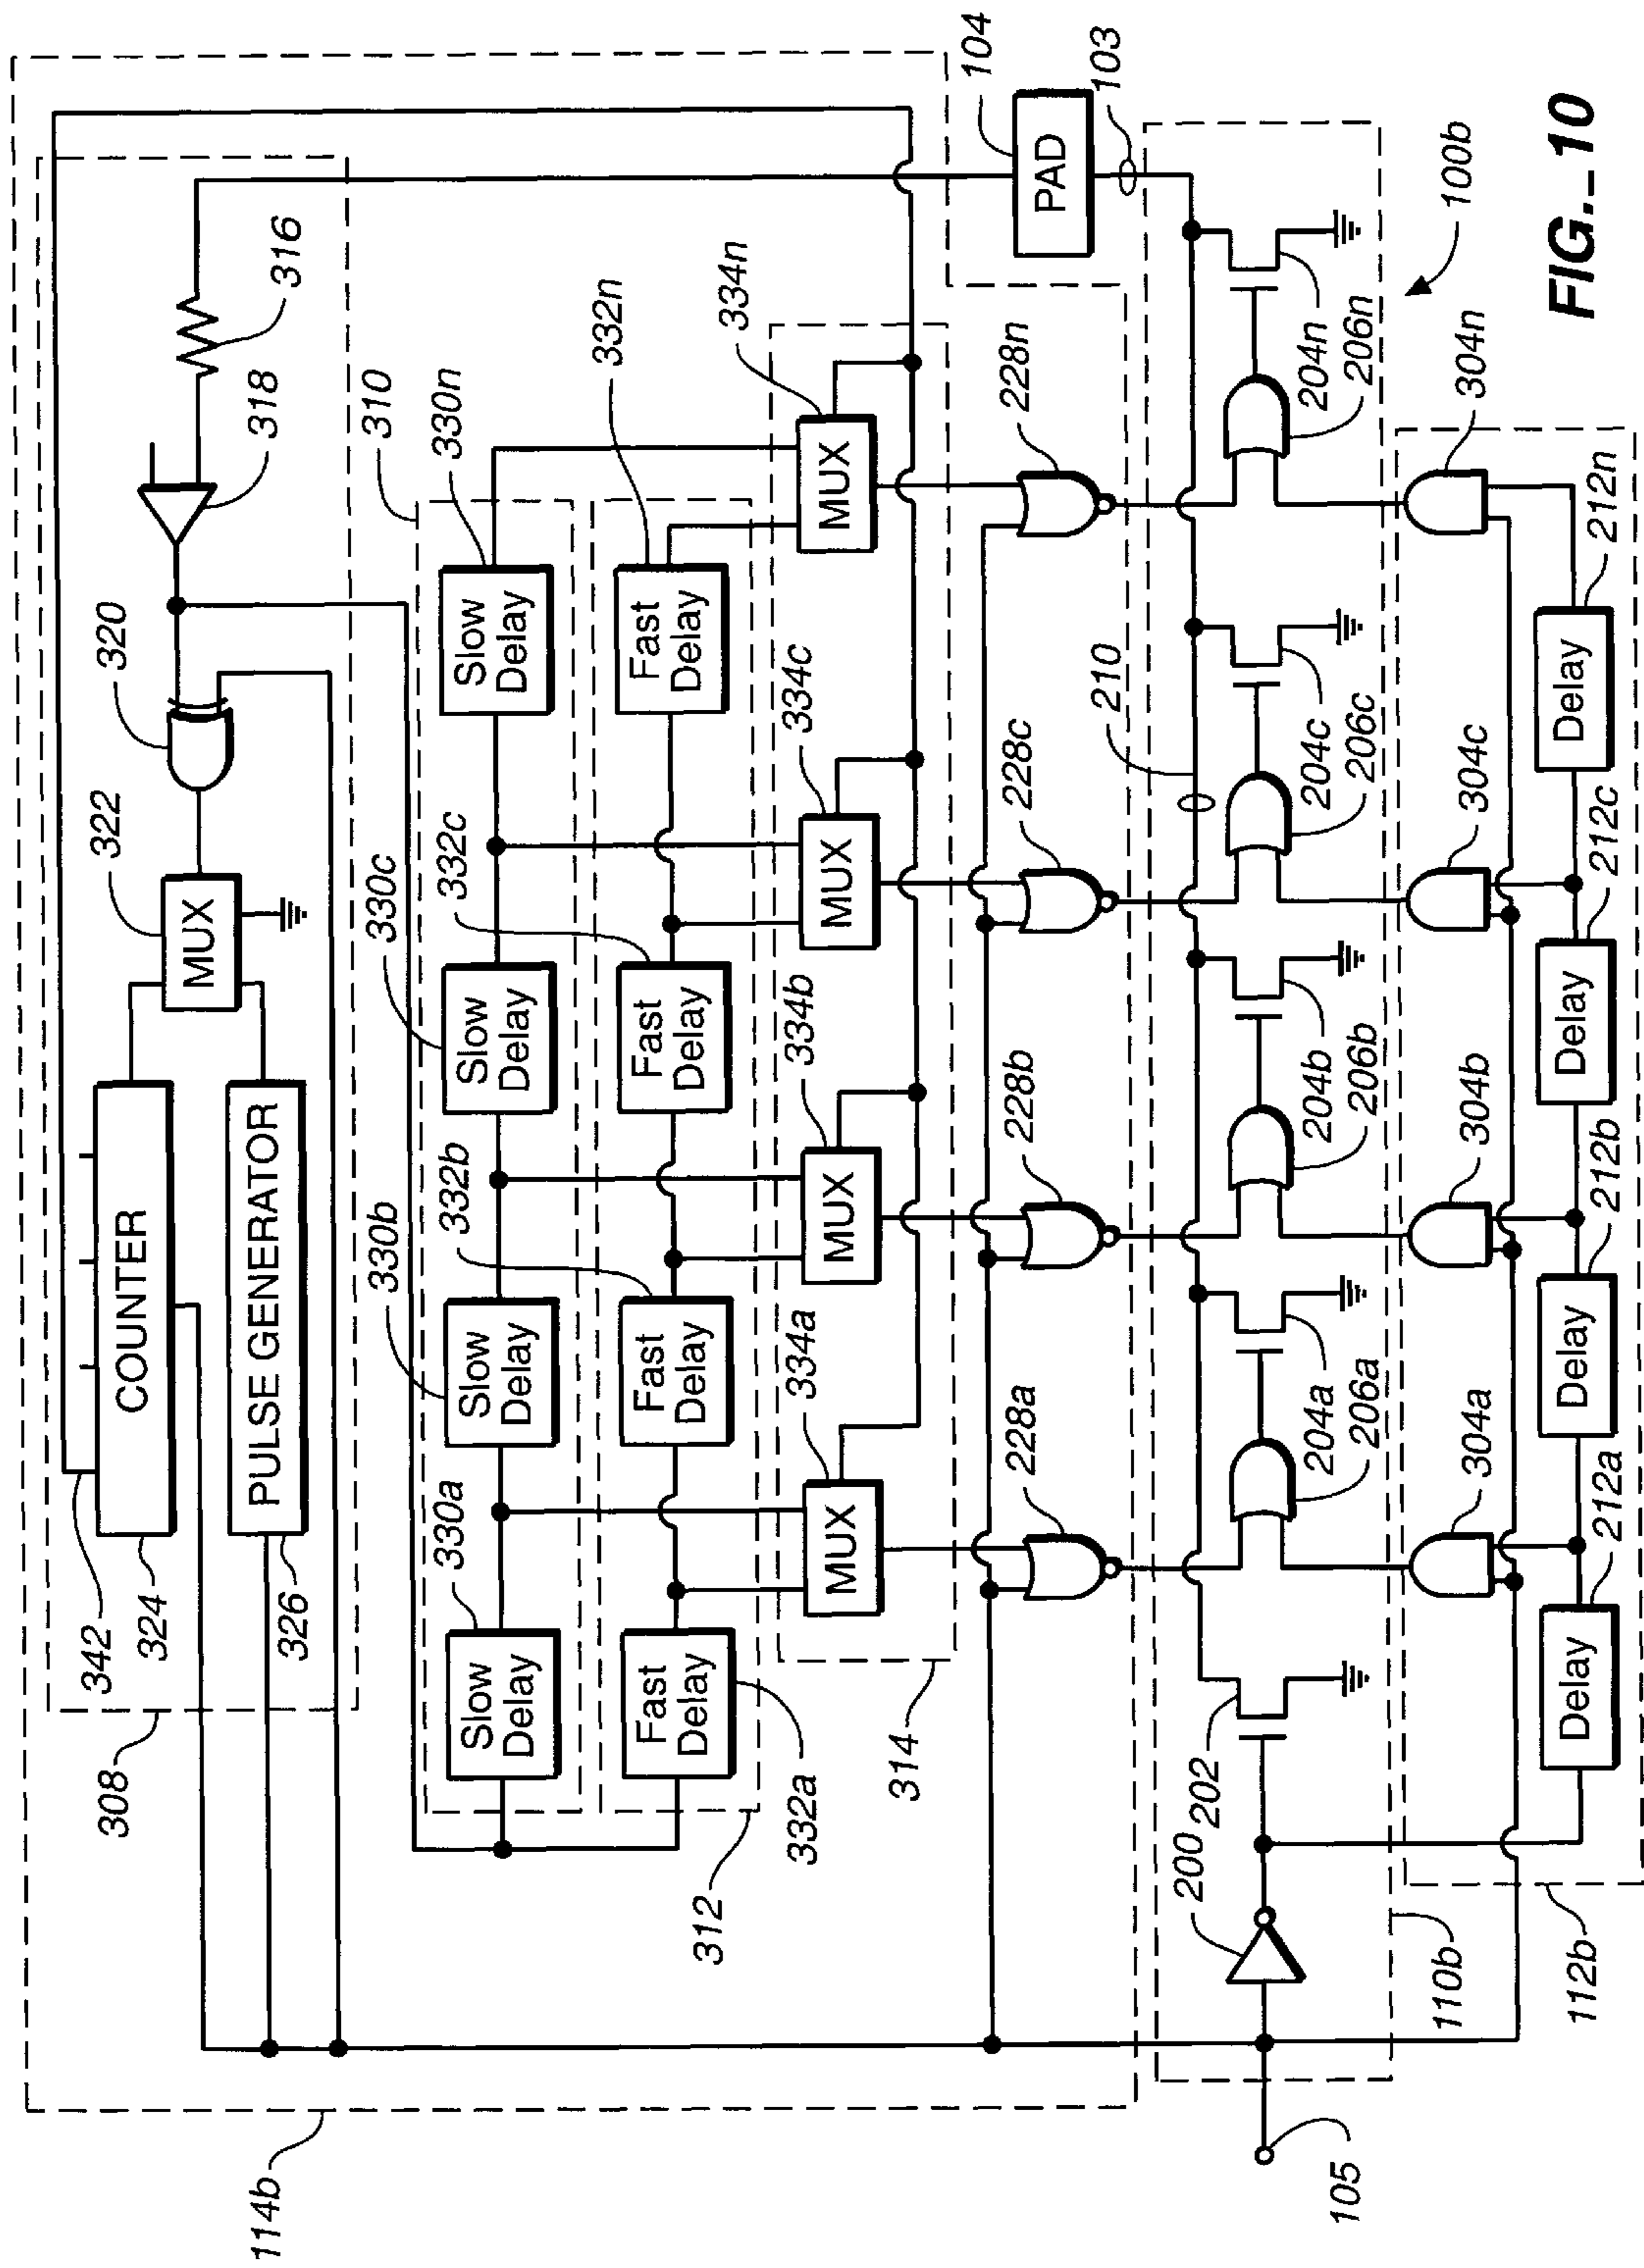 114b
308
342
324
326
COUNTER
PULSE GENERATOR
322
MUX
320
318
316
310
330a
Slow
Delay
330b
Slow
Delay
330c
Slow
Delay
330n
Slow
Delay
312
332a
Fast
Delay
332b
Fast
Delay
332c
Fast
Delay
332n
Fast
Delay
314
334a
MUX
334b
MUX
334c
MUX
334n
MUX
104
PAD
103
228a
228b
228c
228n
105
200
202
204a
206a
204b
206b
210
204c
206c
204n
206n
110b
100b
304a
304b
304c
304n
112b
212a
Delay
212b
Delay
212c
Delay
212n
Delay
FIG._10